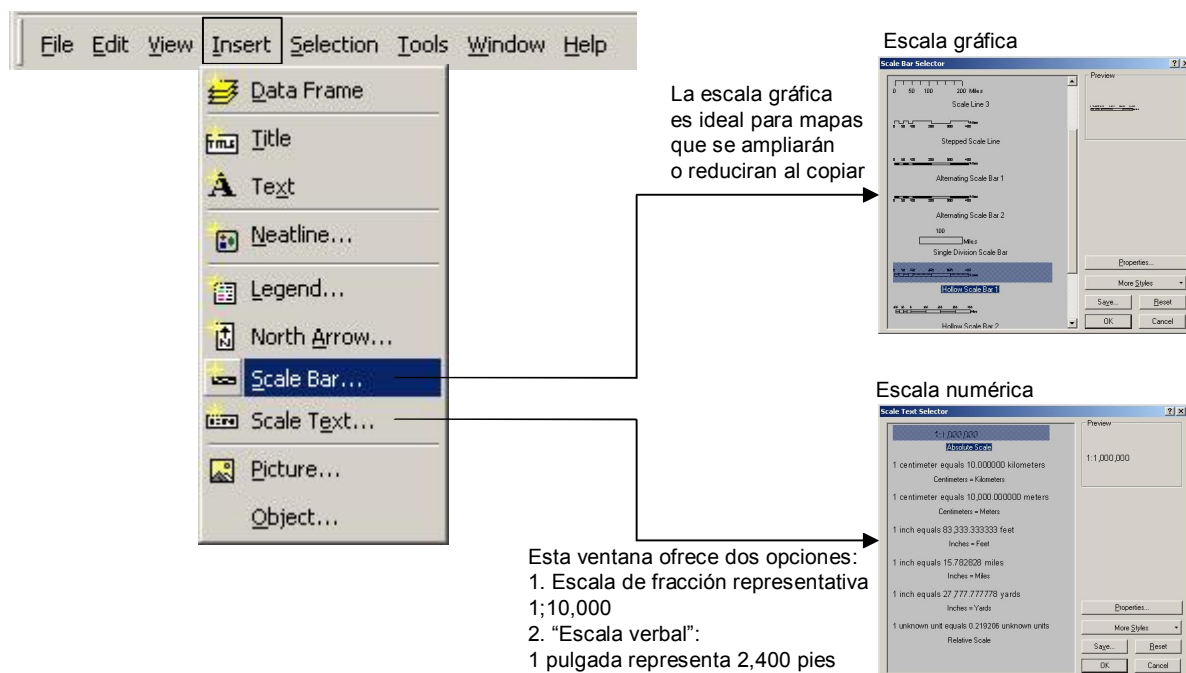 File Edit View Insert Selection Tools Window Help
Data Frame
Title
Text
Neatline...
Legend...
North Arrow...
Scale Bar...
Scale Text...
Picture...
Object...
La escala gráfica
es ideal para mapas
que se ampliarán
o reduciran al copiar
Escala gráfica
Scale Bar Selector
Preview
0 50 100 200 Miles
Scale Line 3
Stepped Scale Line
Alternating Scale Bar 1
Alternating Scale Bar 2
100
Miles
Single Division Scale Bar
Hollow Scale Bar 1
Hollow Scale Bar 2
Properties...
More Styles
Save... Reset
OK Cancel
Esta ventana ofrece dos opciones:
1. Escala de fracción representativa
1;10,000
2. “Escala verbal”:
1 pulgada representa 2,400 pies
Escala numérica
Scale Text Selector
Preview
1:1,000,000
Absolute Scale
1 centimeter equals 10.000000 kilometers
Centimeters = Kilometers
1 centimeter equals 10,000.000000 meters
Centimeters = Meters
1 inch equals 83,333.333333 feet
Inches = Feet
1 inch equals 15.782828 miles
Inches = Miles
1 inch equals 27,777.777778 yards
Inches = Yards
1 unknown unit equals 0.219206 unknown units
Relative Scale
1:1,000,000
Properties...
More Styles
Save... Reset
OK Cancel